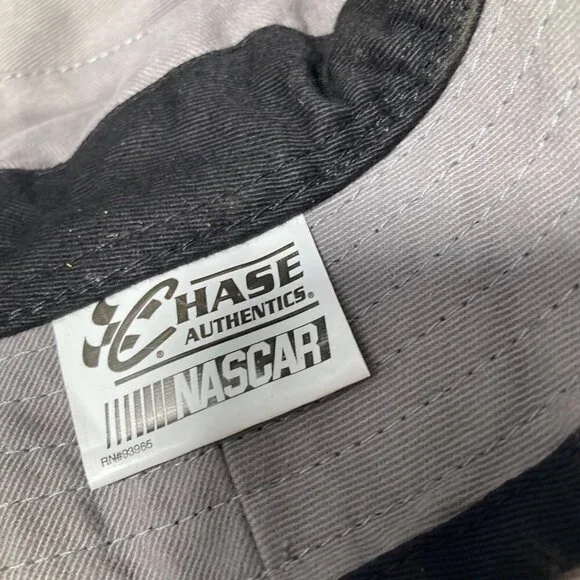 CHASE
AUTHENTICS®
®
NASCAR
RN#93965